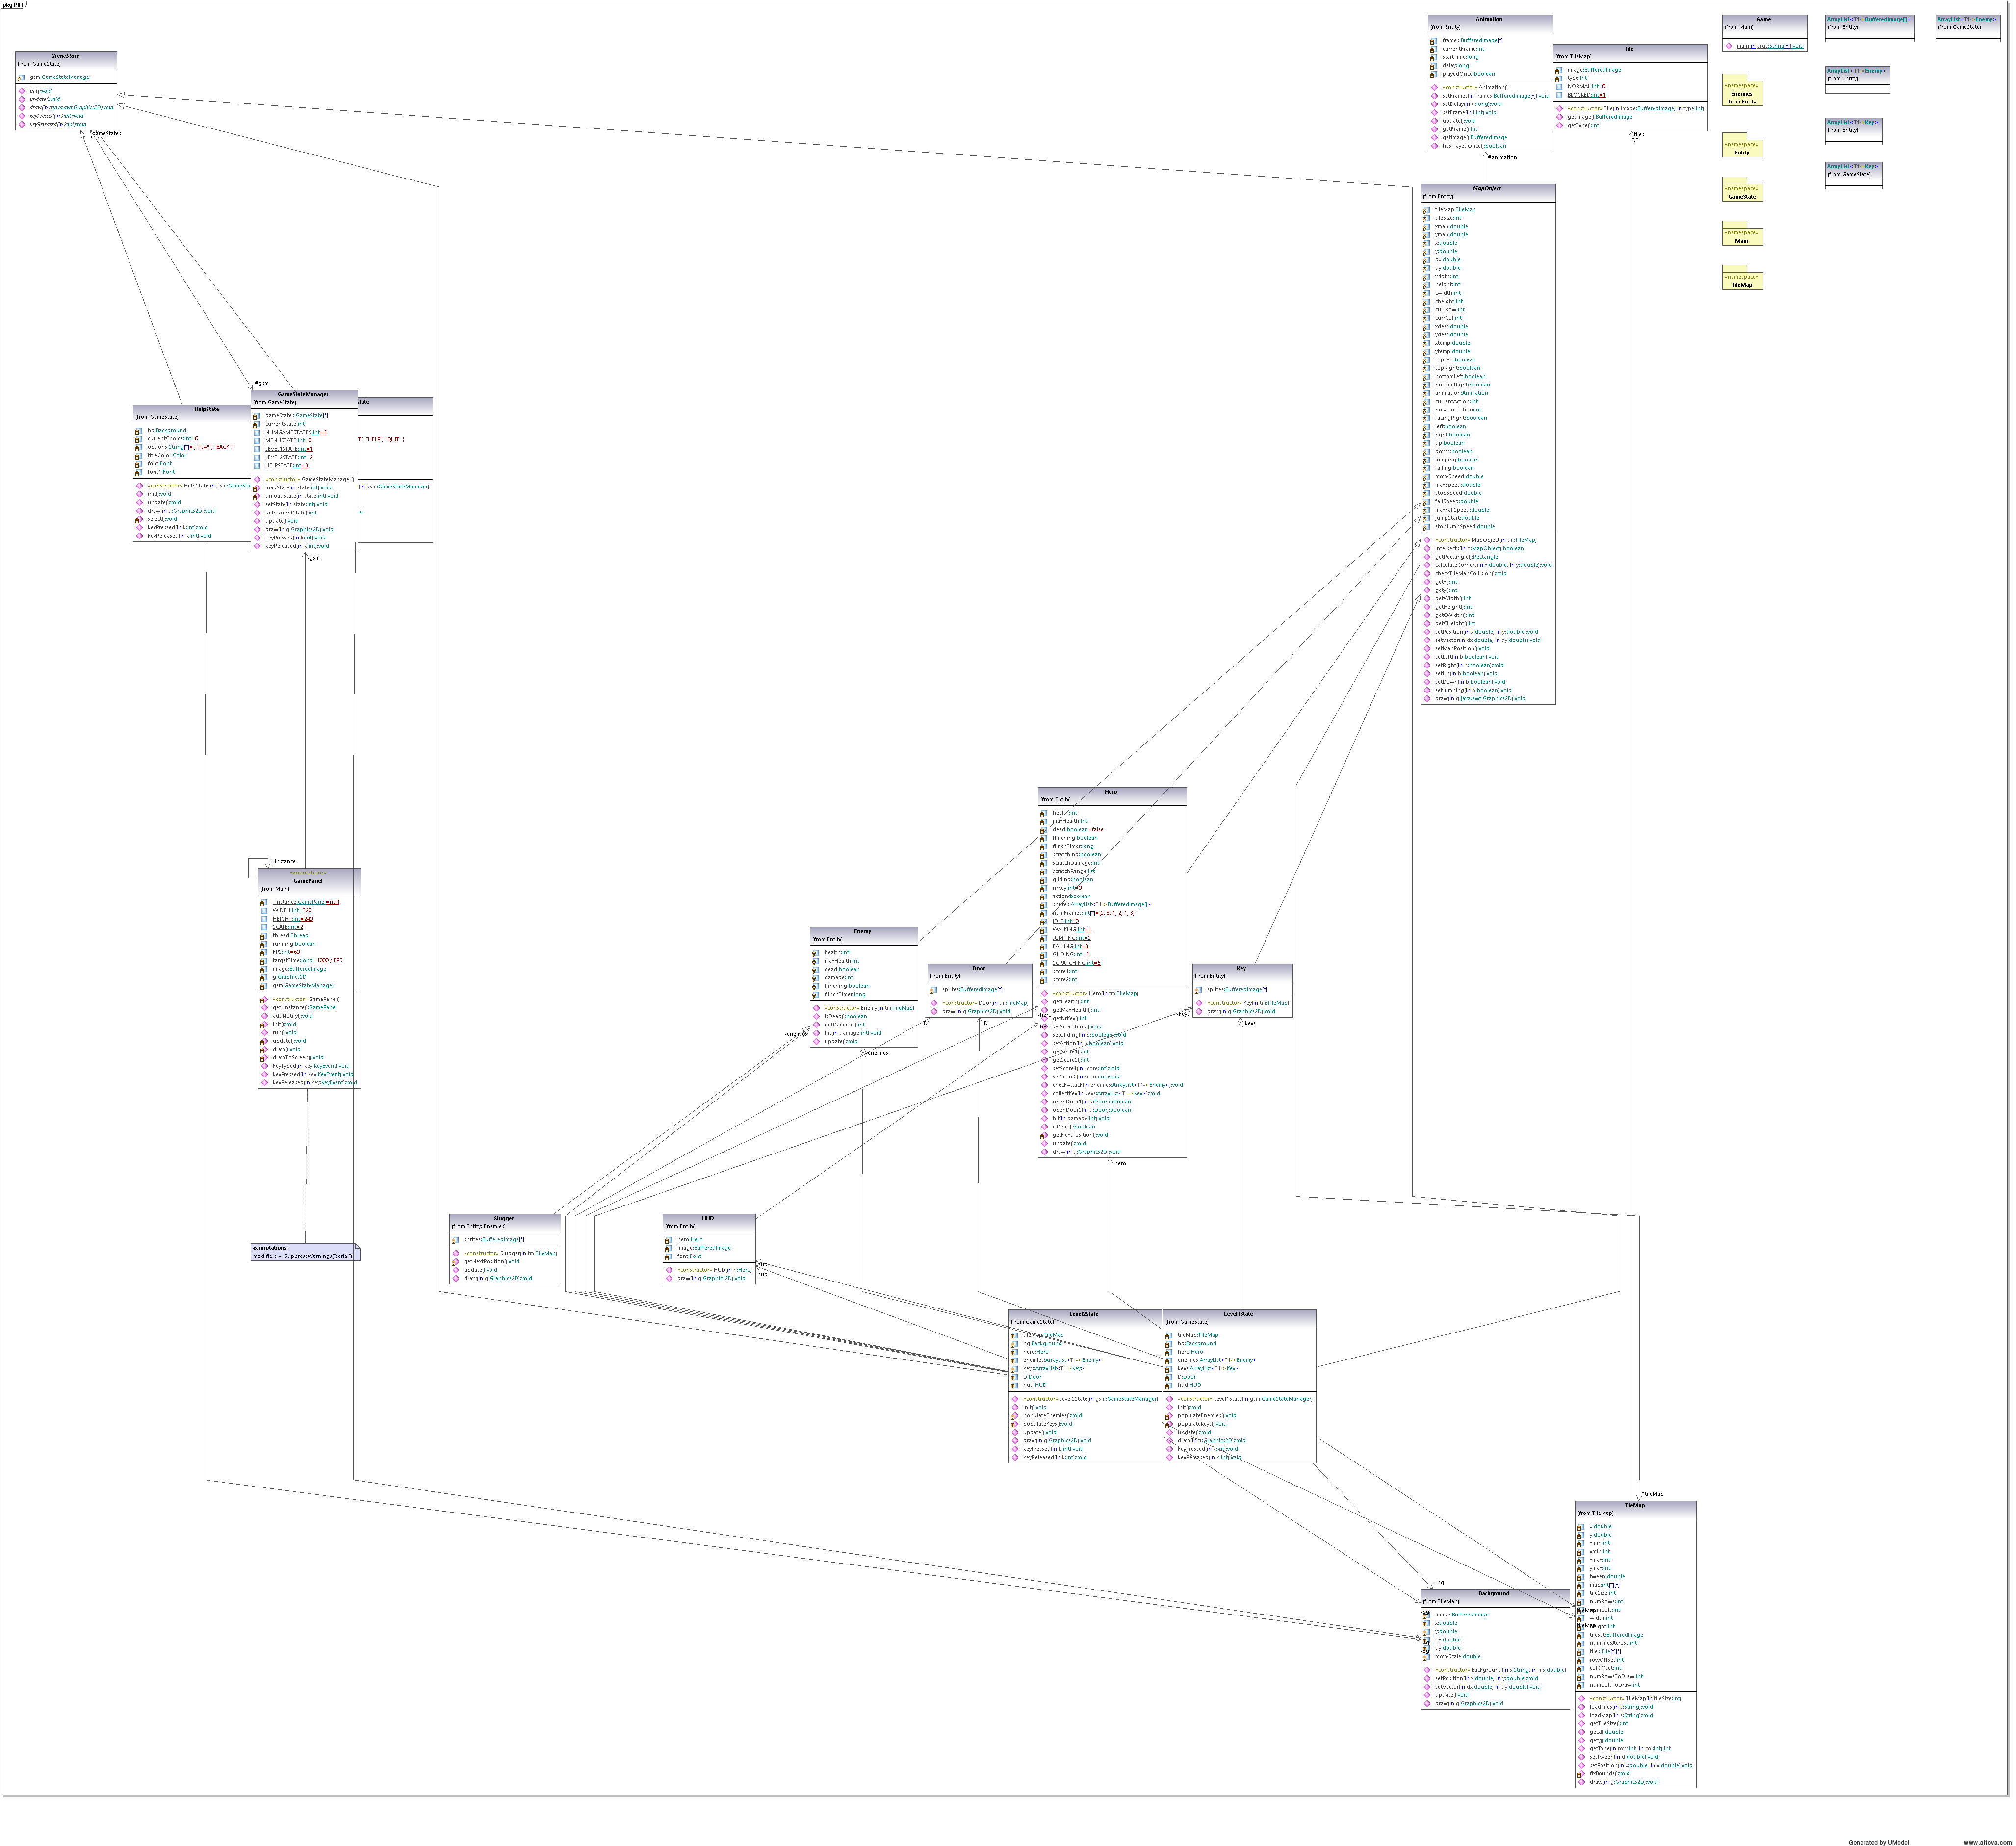 pkg P01
GameState
(from GameState)
gsm:GameStateManager
init():void
update():void
draw(in g:java.awt.Graphics2D):void
keyPressed(in k:int):void
keyReleased(in k:int):void
-gameStates
Animation
(from Entity)
frames:BufferedImage[*]
currentFrame:int
startTime:long
delay:long
playedOnce:boolean
«constructor» Animation()
setFrames(in frames:BufferedImage[*]):void
setDelay(in d:long):void
setFrame(in i:int):void
update():void
getFrame():int
getImage():BufferedImage
hasPlayedOnce():boolean
#animation
Tile
(from TileMap)
image:BufferedImage
type:int
NORMAL:int=0
BLOCKED:int=1
«constructor» Tile(in image:BufferedImage, in type:int)
getImage():BufferedImage
getType():int
-tiles
Game
(from Main)
main(in args:String[*]):void
ArrayList<T1->BufferedImage[]>
(from Entity)
ArrayList<T1->Enemy>
(from GameState)
ArrayList<T1->Enemy>
(from Entity)
ArrayList<T1->Key>
(from Entity)
ArrayList<T1->Key>
(from GameState)
«namespace»
Enemies
(from Entity)
«namespace»
Entity
«namespace»
GameState
«namespace»
Main
«namespace»
TileMap
MapObject
(from Entity)
tileMap:TileMap
tileSize:int
xmap:double
ymap:double
x:double
y:double
dx:double
dy:double
width:int
height:int
cwidth:int
cheight:int
currRow:int
currCol:int
xdest:double
ydest:double
xtemp:double
ytemp:double
topLeft:boolean
topRight:boolean
bottomLeft:boolean
bottomRight:boolean
animation:Animation
currentAction:int
previousAction:int
facingRight:boolean
left:boolean
right:boolean
up:boolean
down:boolean
jumping:boolean
falling:boolean
moveSpeed:double
maxSpeed:double
stopSpeed:double
fallSpeed:double
maxFallSpeed:double
jumpStart:double
stopJumpSpeed:double
«constructor» MapObject(in tm:TileMap)
intersects(in o:MapObject):boolean
getRectangle():Rectangle
calculateCorners(in x:double, in y:double):void
checkTileMapCollision():void
getx():int
gety():int
getWidth():int
getHeight():int
getCWidth():int
getCHeight():int
setPosition(in x:double, in y:double):void
setVector(in dx:double, in dy:double):void
setMapPosition():void
setLeft(in b:boolean):void
setRight(in b:boolean):void
setUp(in b:boolean):void
setDown(in b:boolean):void
setJumping(in b:boolean):void
draw(in g:java.awt.Graphics2D):void
#gsm
HelpState
(from GameState)
bg:Background
currentChoice:int=0
options:String[*]={ "PLAY", "BACK" }
titleColor:Color
font:Font
font1:Font
«constructor» HelpState(in gsm:GameSta
init():void
update():void
draw(in g:Graphics2D):void
select():void
keyPressed(in k:int):void
keyReleased(in k:int):void
GameStateManager
(from GameState)
gameStates:GameState[*]
currentState:int
NUMGAMESTATES:int=4
MENUSTATE:int=0
LEVEL1STATE:int=1
LEVEL2STATE:int=2
HELPSTATE:int=3
«constructor» GameStateManager()
loadState(in state:int):void
unloadState(in state:int):void
setState(in state:int):void
getCurrentState():int
update():void
draw(in g:Graphics2D):void
keyPressed(in k:int):void
keyReleased(in k:int):void
State
T", "HELP", "QUIT" }
(in gsm:GameStateManager)
id
-gsm
-_instance
«annotations»
GamePanel
(from Main)
_instance:GamePanel=null
WIDTH:int=320
HEIGHT:int=240
SCALE:int=2
thread:Thread
running:boolean
FPS:int=60
targetTime:long=1000 / FPS
image:BufferedImage
g:Graphics2D
gsm:GameStateManager
«constructor» GamePanel()
get_instance():GamePanel
addNotify():void
init():void
run():void
update():void
draw():void
drawToScreen():void
keyTyped(in key:KeyEvent):void
keyPressed(in key:KeyEvent):void
keyReleased(in key:KeyEvent):void
«annotations»
modifiers = SuppressWarnings("serial")
Hero
(from Entity)
health:int
maxHealth:int
dead:boolean=false
flinching:boolean
flinchTimer:long
scratching:boolean
scratchDamage:int
scratchRange:int
gliding:boolean
nrKey:int=0
action:boolean
sprites:ArrayList<T1->BufferedImage[]>
numFrames:int[*]={2, 8, 1, 2, 1, 3}
IDLE:int=0
WALKING:int=1
JUMPING:int=2
FALLING:int=3
GLIDING:int=4
SCRATCHING:int=5
score1:int
score2:int
«constructor» Hero(in tm:TileMap)
getHealth():int
getMaxHealth():int
getNrKey():int
setScratching():void
setGliding(in b:boolean):void
setAction(in b:boolean):void
getScore1():int
getScore2():int
setScore1(in score:int):void
setScore2(in score:int):void
checkAttack(in enemies:ArrayList<T1->Enemy>):void
collectKey(in keys:ArrayList<T1->Key>):void
openDoor1(in d:Door):boolean
openDoor2(in d:Door):boolean
hit(in damage:int):void
isDead():boolean
getNextPosition():void
update():void
draw(in g:Graphics2D):void
-hero
-hero
-hero
Enemy
(from Entity)
health:int
maxHealth:int
dead:boolean
damage:int
flinching:boolean
flinchTimer:long
«constructor» Enemy(in tm:TileMap)
isDead():boolean
getDamage():int
hit(in damage:int):void
update():void
-enemies
-enemies
Door
(from Entity)
sprites:BufferedImage[*]
«constructor» Door(in tm:TileMap)
draw(in g:Graphics2D):void
-D
-D
Key
(from Entity)
sprites:BufferedImage[*]
«constructor» Key(in tm:TileMap)
draw(in g:Graphics2D):void
-keys
-keys
Slugger
(from Entity::Enemies)
sprites:BufferedImage[*]
«constructor» Slugger(in tm:TileMap)
getNextPosition():void
update():void
draw(in g:Graphics2D):void
HUD
(from Entity)
hero:Hero
image:BufferedImage
font:Font
«constructor» HUD(in h:Hero)
draw(in g:Graphics2D):void
-hud
-hud
Level2State
(from GameState)
tileMap:TileMap
bg:Background
hero:Hero
enemies:ArrayList<T1->Enemy>
keys:ArrayList<T1->Key>
D:Door
hud:HUD
«constructor» Level2State(in gsm:GameStateManager)
init():void
populateEnemies():void
populateKeys():void
update():void
draw(in g:Graphics2D):void
keyPressed(in k:int):void
keyReleased(in k:int):void
Level1State
(from GameState)
tileMap:TileMap
bg:Background
hero:Hero
enemies:ArrayList<T1->Enemy>
keys:ArrayList<T1->Key>
D:Door
hud:HUD
«constructor» Level1State(in gsm:GameStateManager)
init():void
populateEnemies():void
populateKeys():void
update():void
draw(in g:Graphics2D):void
keyPressed(in k:int):void
keyReleased(in k:int):void
#tileMap
TileMap
(from TileMap)
x:double
y:double
xmin:int
ymin:int
xmax:int
ymax:int
tween:double
map:int[*][*]
tileSize:int
numRows:int
numCols:int
width:int
height:int
tileset:BufferedImage
numTilesAcross:int
tiles:Tile[*][*]
rowOffset:int
colOffset:int
numRowsToDraw:int
numColsToDraw:int
«constructor» TileMap(in tileSize:int)
loadTiles(in s:String):void
loadMap(in s:String):void
getTileSize():int
getx():double
gety():double
getType(in row:int, in col:int):int
setTween(in d:double):void
setPosition(in x:double, in y:double):void
fixBounds():void
draw(in g:Graphics2D):void
-bg
Background
(from TileMap)
image:BufferedImage
x:double
y:double
dx:double
dy:double
moveScale:double
«constructor» Background(in s:String, in ms:double)
setPosition(in x:double, in y:double):void
setVector(in dx:double, in dy:double):void
update():void
draw(in g:Graphics2D):void
Generated by UModel
www.altova.com